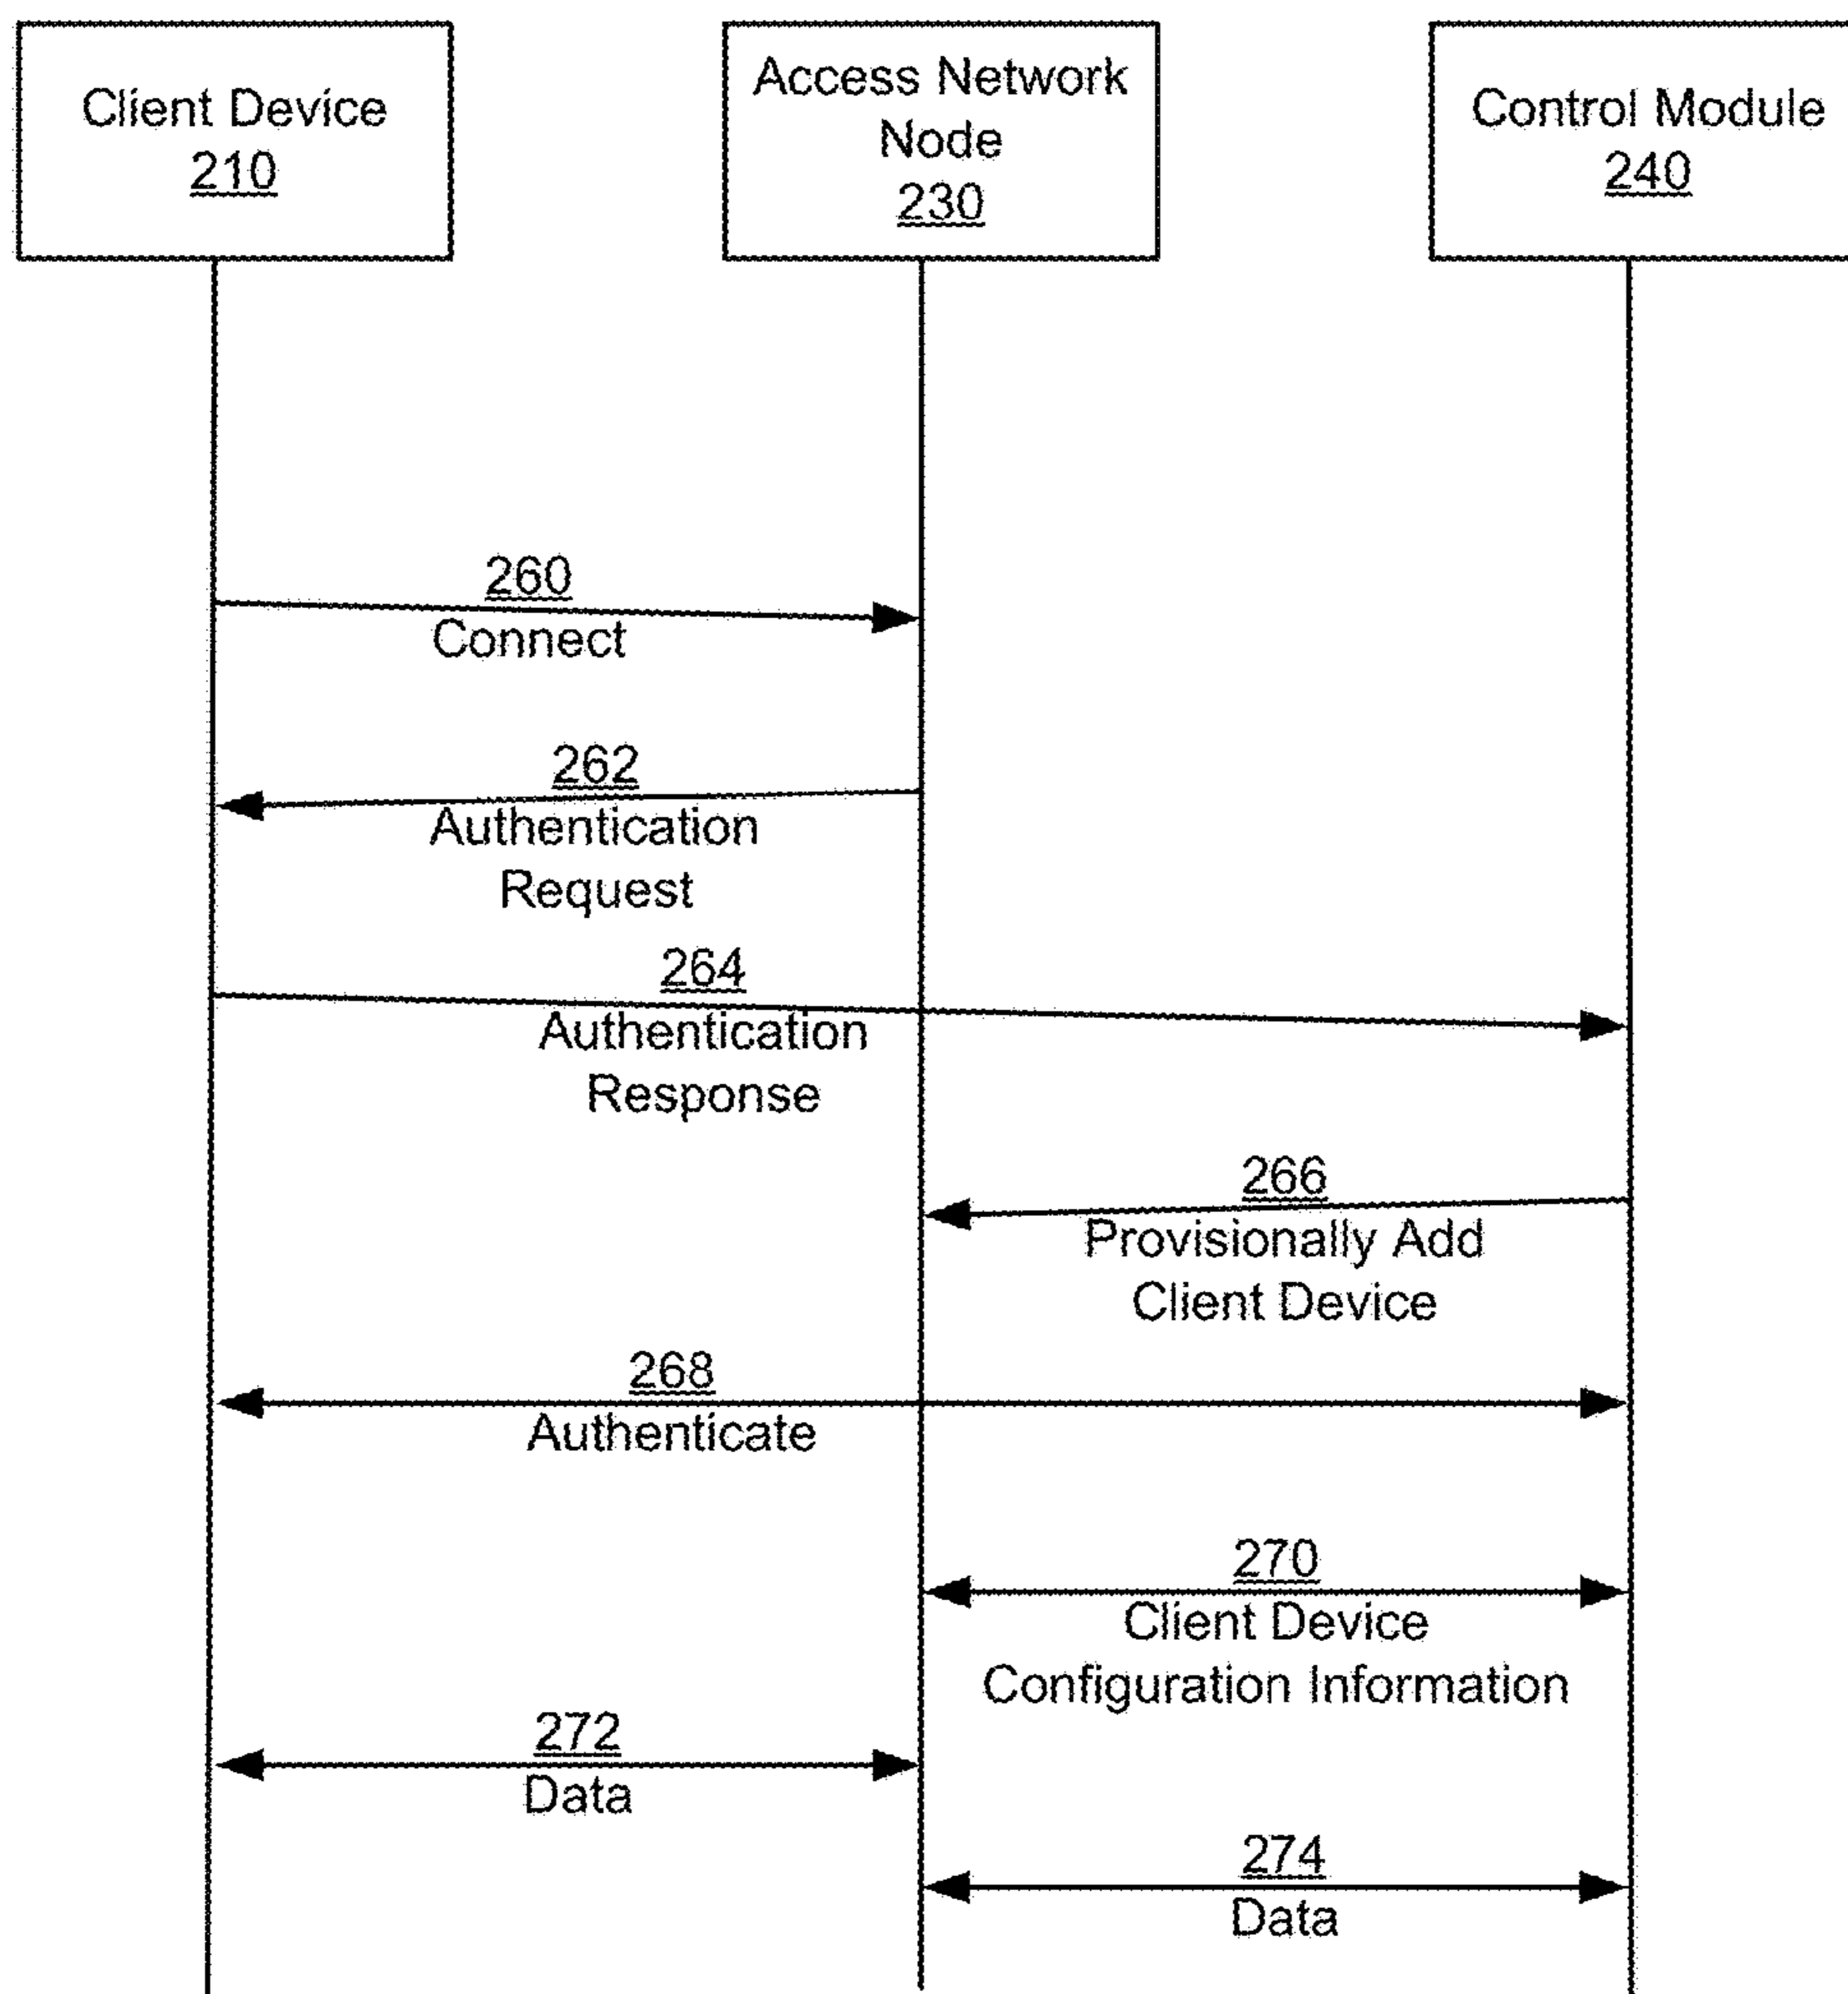 Client Device
210
Access Network
Node
230
Control Module
240
260
Connect
262
Authentication
Request
264
Authentication
Response
266
Provisionally Add
Client Device
268
Authenticate
270
Client Device
Configuration Information
272
Data
274
Data